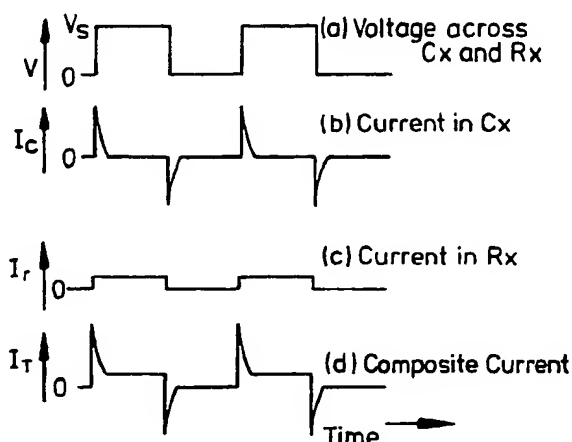 Vs
(a) Voltage across
Cx and Rx
V
0
Ic
0
(b) Current in Cx
Ir
0
(c) Current in Rx
IT
0
(d) Composite Current
Time